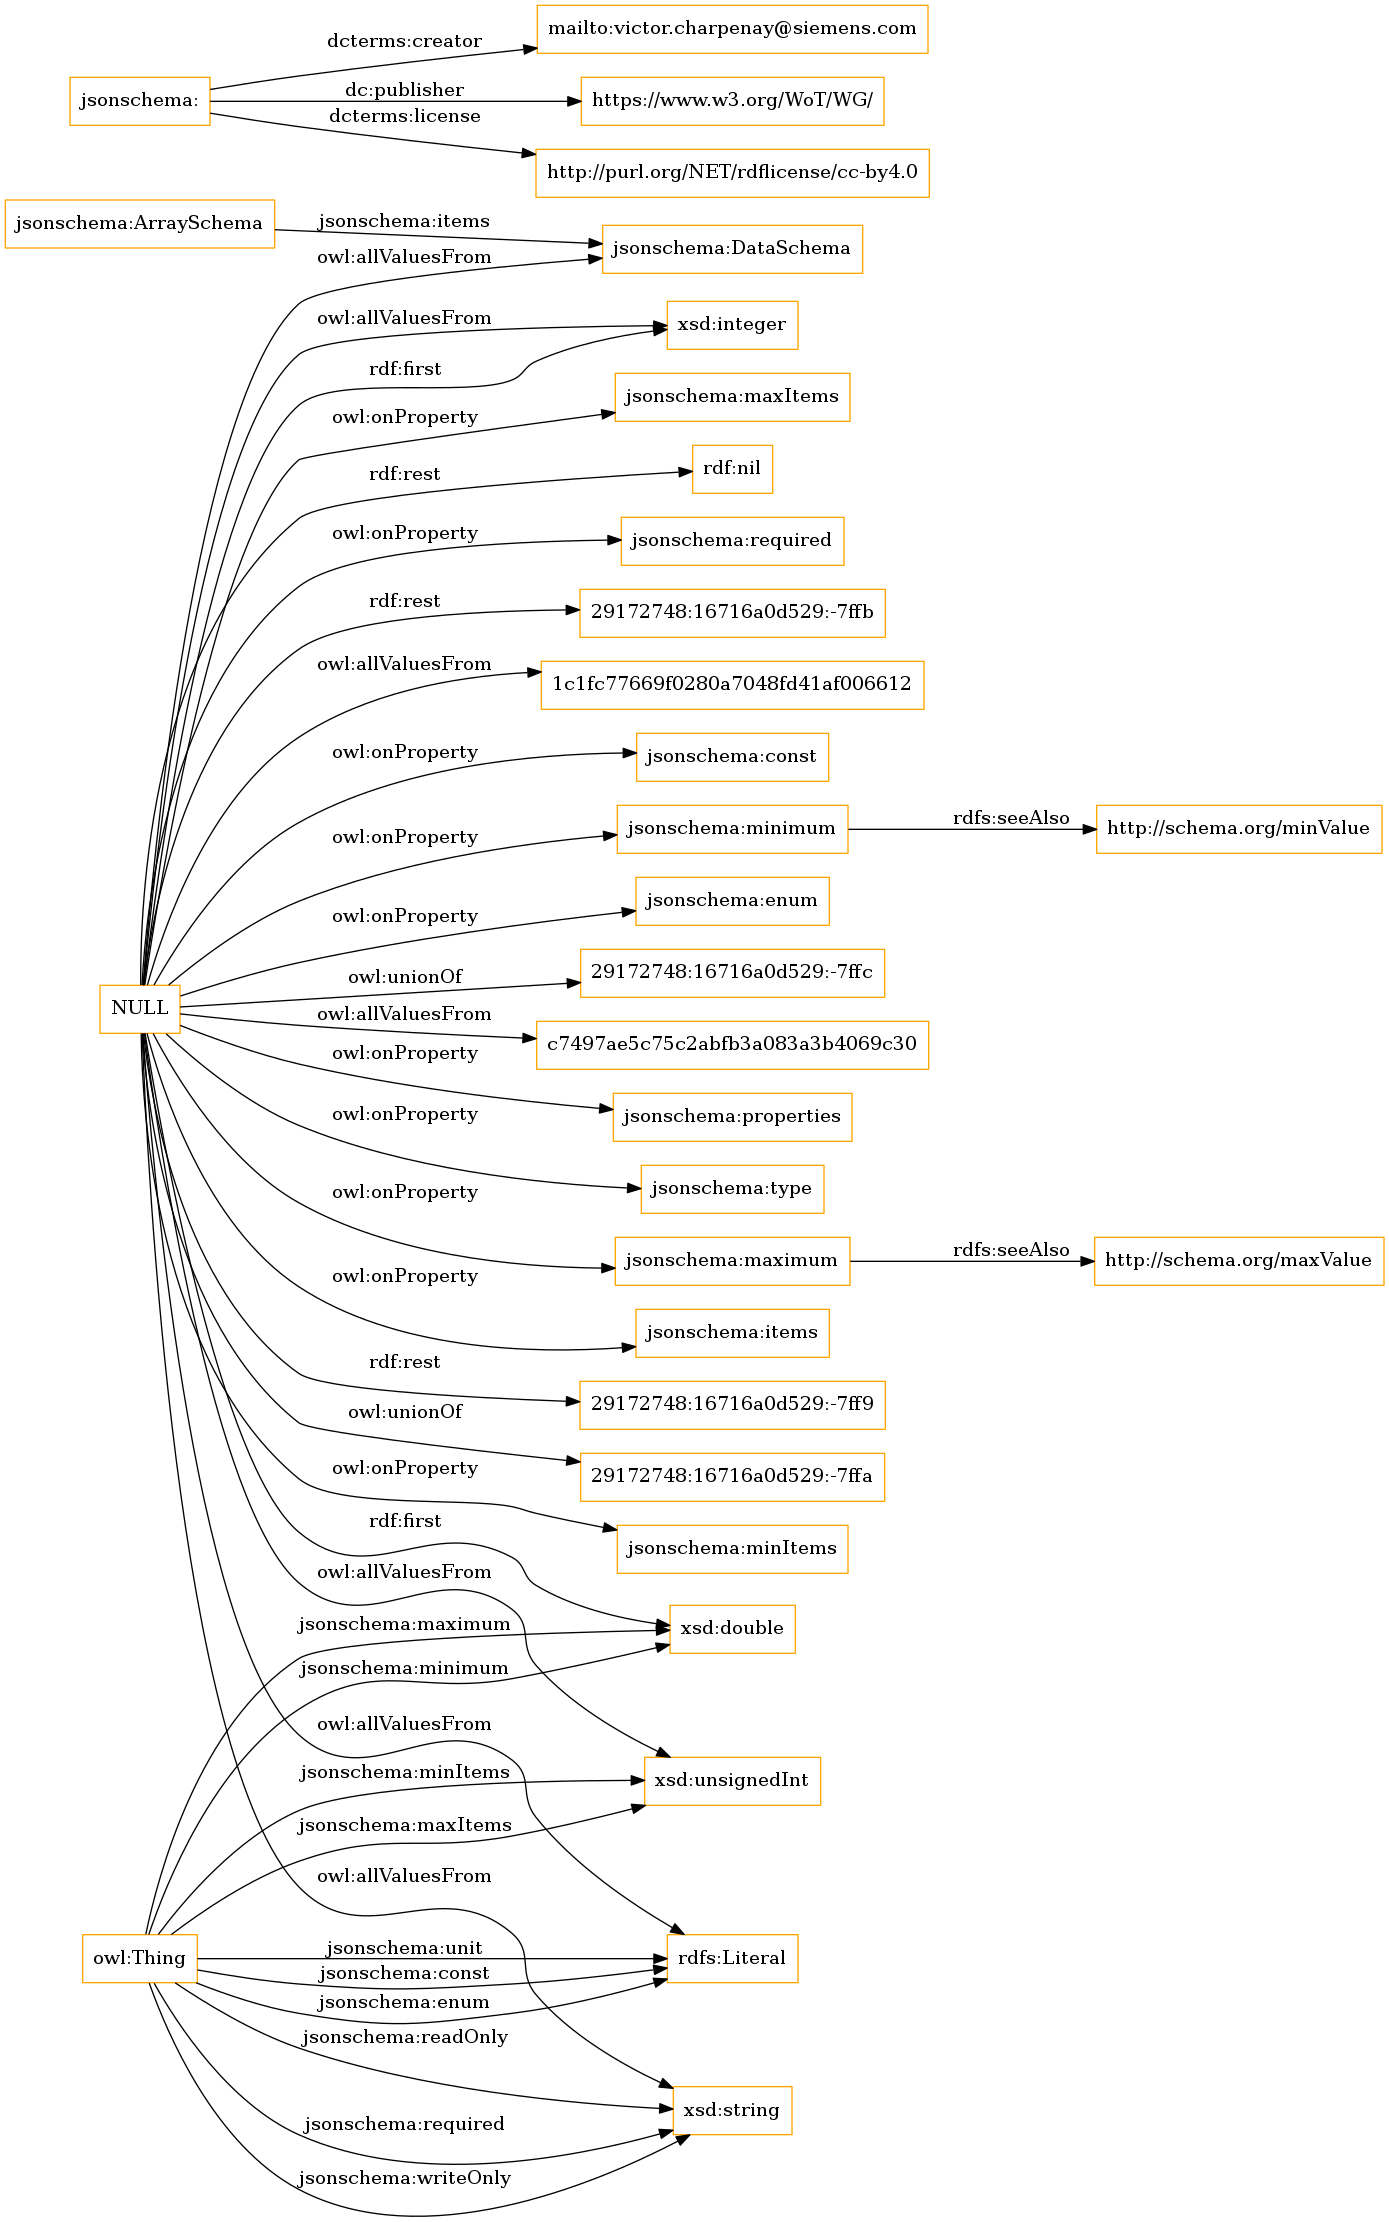 mailto:victor.charpenay@siemens.com
dcterms:creator
jsonschema:
dc:publisher
https://www.w3.org/WoT/WG/
dcterms:license
http://purl.org/NET/rdflicense/cc-by4.0
jsonschema:ArraySchema
jsonschema:items
jsonschema:DataSchema
owl:allValuesFrom
owl:allValuesFrom
xsd:integer
rdf:first
jsonschema:maxItems
owl:onProperty
rdf:rest
rdf:nil
owl:onProperty
jsonschema:required
rdf:rest
29172748:16716a0d529:-7ffb
owl:allValuesFrom
1c1fc77669f0280a7048fd41af006612
owl:onProperty
jsonschema:const
owl:onProperty
jsonschema:minimum
rdfs:seeAlso
http://schema.org/minValue
owl:onProperty
jsonschema:enum
owl:unionOf
29172748:16716a0d529:-7ffc
NULL
owl:allValuesFrom
c7497ae5c75c2abfb3a083a3b4069c30
owl:onProperty
jsonschema:properties
owl:onProperty
jsonschema:type
owl:onProperty
jsonschema:maximum
rdfs:seeAlso
http://schema.org/maxValue
owl:onProperty
jsonschema:items
rdf:rest
29172748:16716a0d529:-7ff9
owl:unionOf
29172748:16716a0d529:-7ffa
owl:onProperty
jsonschema:minItems
rdf:first
owl:allValuesFrom
jsonschema:maximum
xsd:double
jsonschema:minimum
owl:allValuesFrom
jsonschema:minItems
xsd:unsignedInt
jsonschema:maxItems
owl:allValuesFrom
owl:Thing
jsonschema:unit
rdfs:Literal
jsonschema:const
jsonschema:enum
jsonschema:readOnly
xsd:string
jsonschema:required
jsonschema:writeOnly